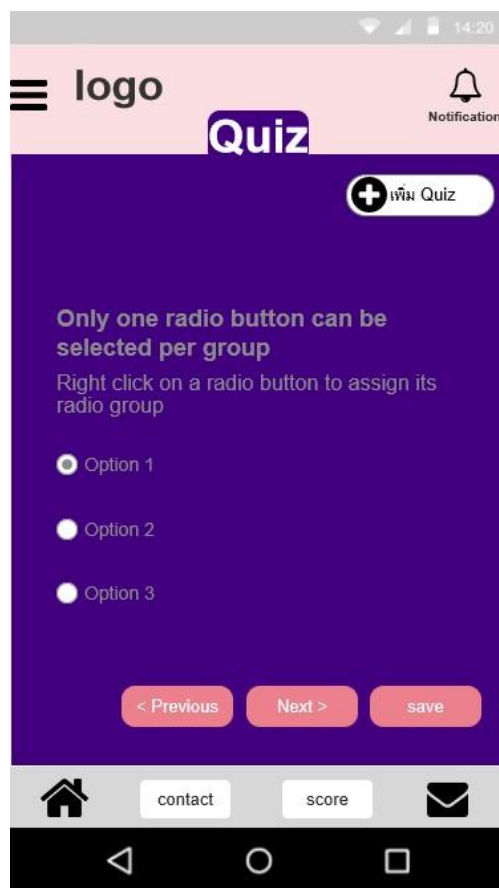 14:20
logo
Notification
Quiz
เพิ่ม Quiz
Only one radio button can be
selected per group
Right click on a radio button to assign its
radio group
Option 1
Option 2
Option 3
< Previous
Next >
save
contact
score